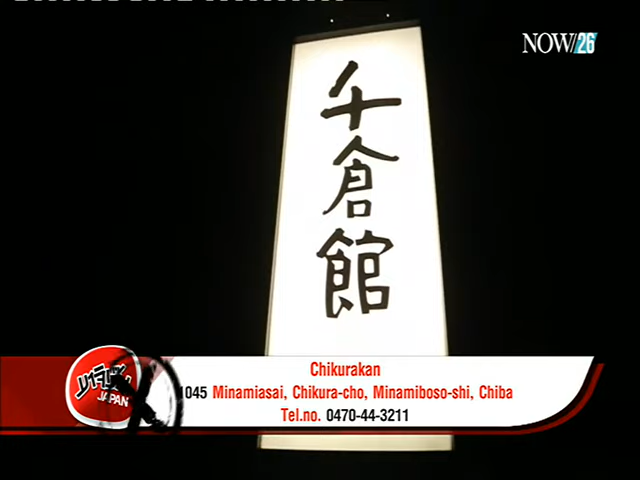 NOW 26
千倉館
Chikurakan
1045 Minamiasai, Chikura-cho, Minamiboso-shi, Chiba
Tel.no. 0470-44-3211
JAPAN